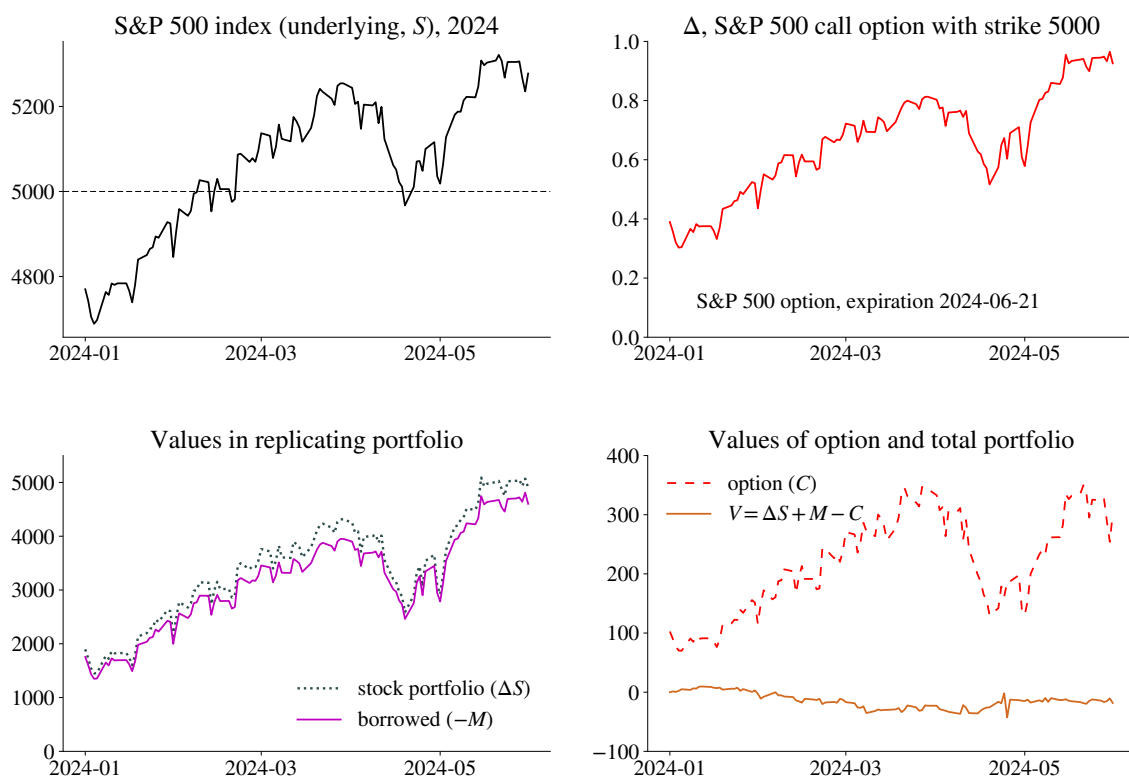 S&P 500 index (underlying, S), 2024
5200
5000
4800
2024-01 2024-03 2024-05
Δ, S&P 500 call option with strike 5000
1.0
0.8
0.6
0.4
0.2
0.0
S&P 500 option, expiration 2024-06-21
2024-01 2024-03 2024-05
Values in replicating portfolio
5000
4000
3000
2000
1000
0
stock portfolio (ΔS)
borrowed (−M)
2024-01 2024-03 2024-05
Values of option and total portfolio
400
300
200
100
0
−100
option (C)
V = ΔS + M − C
2024-01 2024-03 2024-05